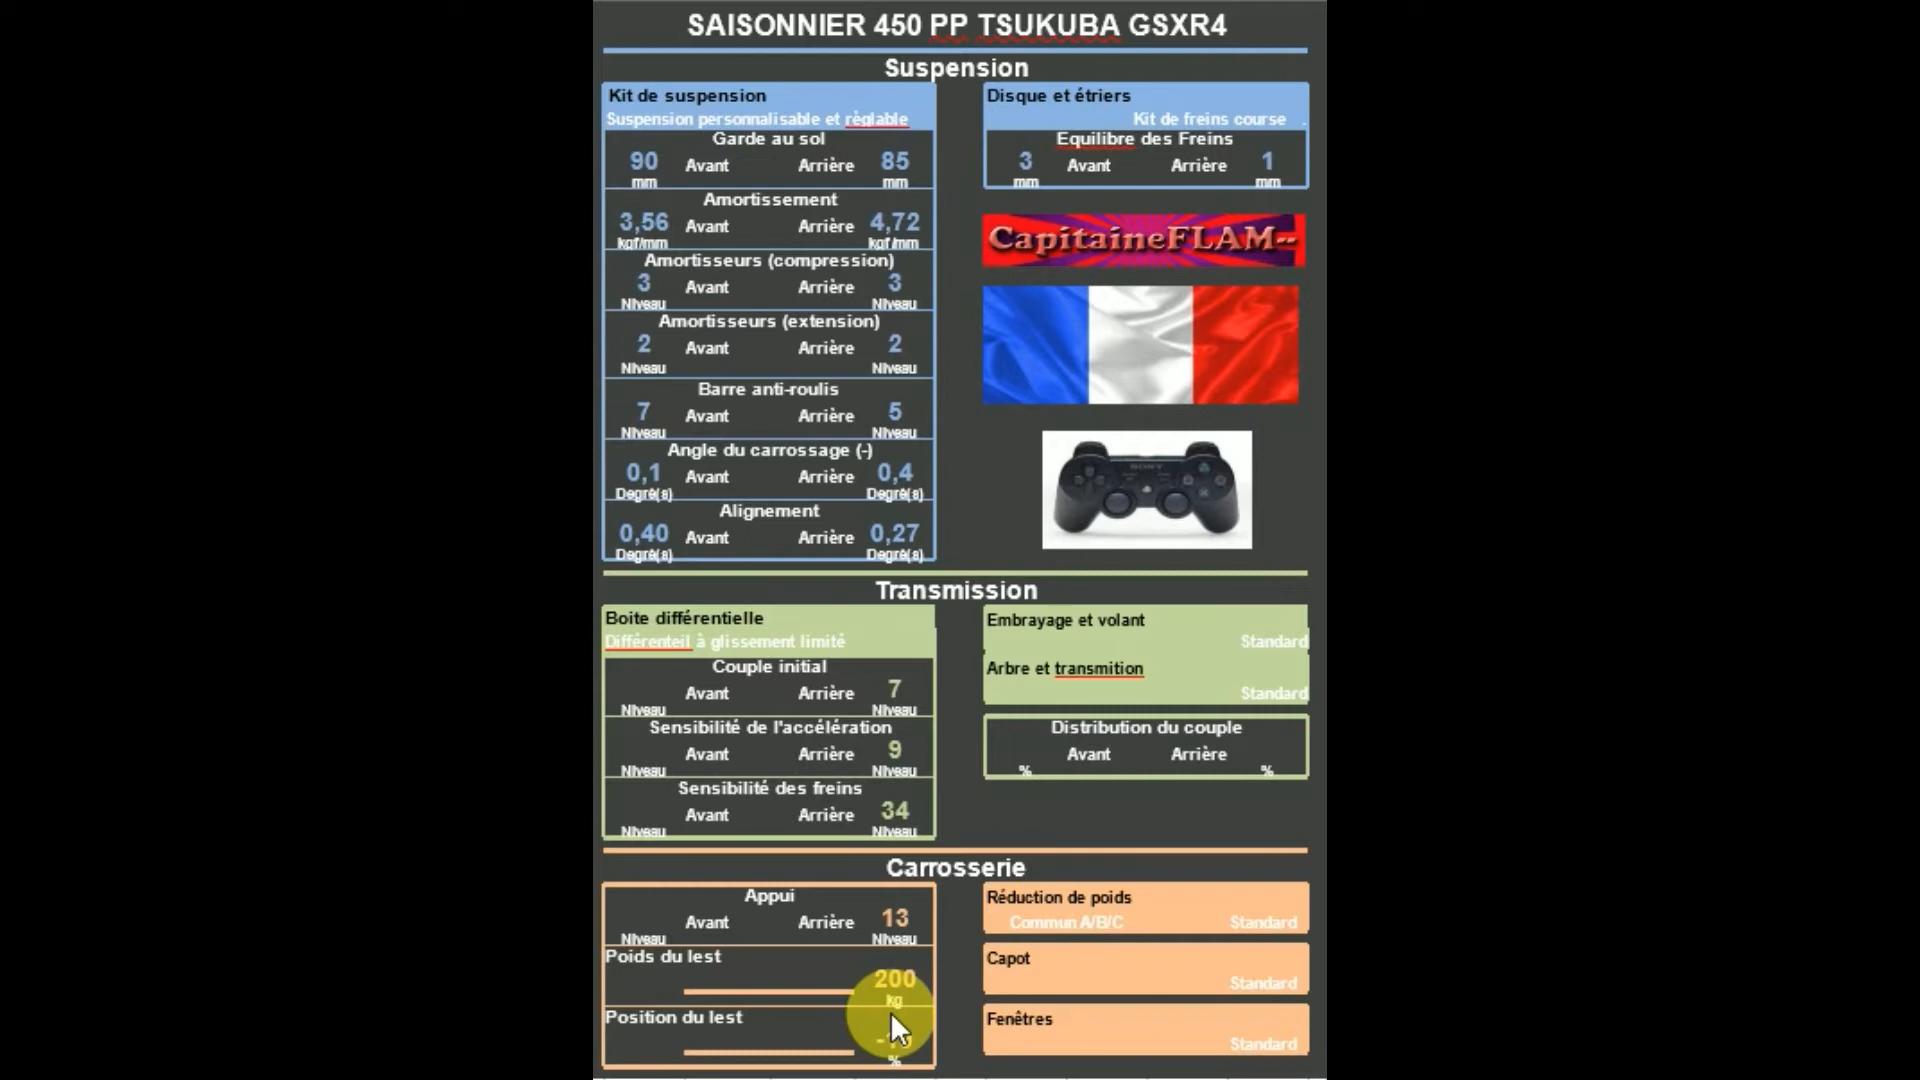 SAISONNIER 450 PP TSUKUBA GSXR4
Suspension
Kit de suspension
Suspension personnalisable et règlable
Garde au sol
90 Avant Arrière 85
mm mm
Amortissement
3,56 Avant Arrière 4,72
kgf/mm kgf/mm
Amortisseurs (compression)
3 Avant Arrière 3
Niveau Niveau
Amortisseurs (extension)
2 Avant Arrière 2
Niveau Niveau
Barre anti-roulis
7 Avant Arrière 5
Niveau Niveau
Angle du carrossage (-)
0,1 Avant Arrière 0,4
Degré(s) Degré(s)
Alignement
0,40 Avant Arrière 0,27
Degré(s) Degré(s)
Disque et étriers
Kit de freins course .
Equilibre des Freins
3 Avant Arrière 1
mm mm
CapitaineFLAM--
SONY
Transmission
Boite différentielle
Différenteil à glissement limité
Couple initial
Avant Arrière 7
Niveau Niveau
Sensibilité de l'accélération
Avant Arrière 9
Niveau Niveau
Sensibilité des freins
Avant Arrière 34
Niveau Niveau
Embrayage et volant
Standard
Arbre et transmition
Standard
Distribution du couple
Avant Arrière
% %
Carrosserie
Appui
Avant Arrière 13
Niveau Niveau
Poids du lest
200
kg
Position du lest
%
Réduction de poids
Commun A/B/C Standard
Capot
Standard
Fenêtres
Standard